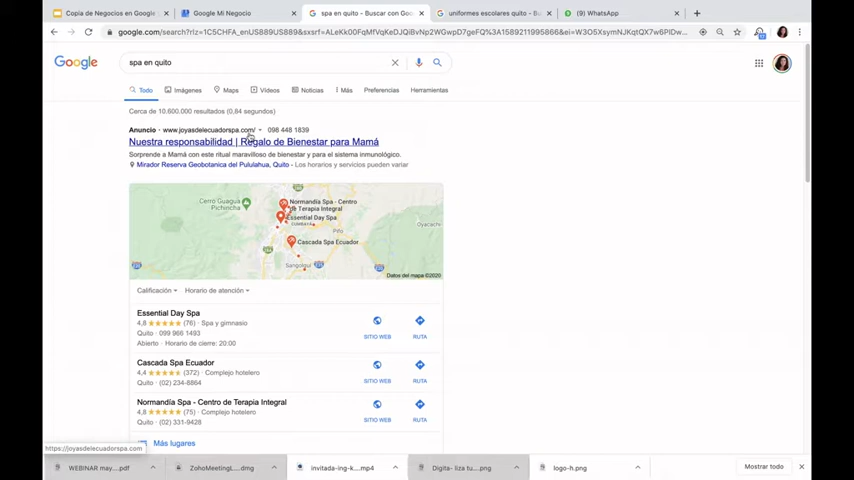 Copia de Negocios en Google
Google Mi Negocio
spa en quito - Buscar con Goo
uniformes escolares quito - Bu
(9) WhatsApp
google.com/search?rlz=1C5CHFA_enUS889US889&sxsrf=
Google
spa en quito
Todo
Imágenes
Maps
Vídeos
Noticias
Más
Preferencias
Herramientas
Cerca de 10.600.000 resultados (0,84 segundos)
Anuncio · www.joyasdelecuadorspa.com/ 098 448 1839
Nuestra responsabilidad | Regalo de Bienestar para Mamá
Sorprende a Mamá con este ritual maravilloso de bienestar y para el sistema inmunológico.
Mirador Reserva Geobotanica del Pululahua, Quito - Los horarios y servicios pueden variar
Cerro Guagua Pichincha
Normandía Spa - Centro de Terapia Integral
Essential Day Spa
CUMBAYÁ
Pifo
Oyacachi
Cascada Spa Ecuador
Sangolquí
Datos del mapa ©2020
Calificación
Horario de atención
Essential Day Spa
4,8 (76) · Spa y gimnasio
Quito · 099 966 1493
Abierto · Horario de cierre: 20:00
SITIO WEB
RUTA
Cascada Spa Ecuador
4,4 (372) · Complejo hotelero
Quito · (02) 234-8864
SITIO WEB
RUTA
Normandía Spa - Centro de Terapia Integral
4,8 (75) · Complejo hotelero
Quito · (02) 331-9428
SITIO WEB
RUTA
Más lugares
https://joyasdelecuadorspa.com
WEBINAR may....pdf
ZohoMeetingL....dmg
invitada-ing-k....mp4
Digita- liza tu....png
logo-h.png
Mostrar todo